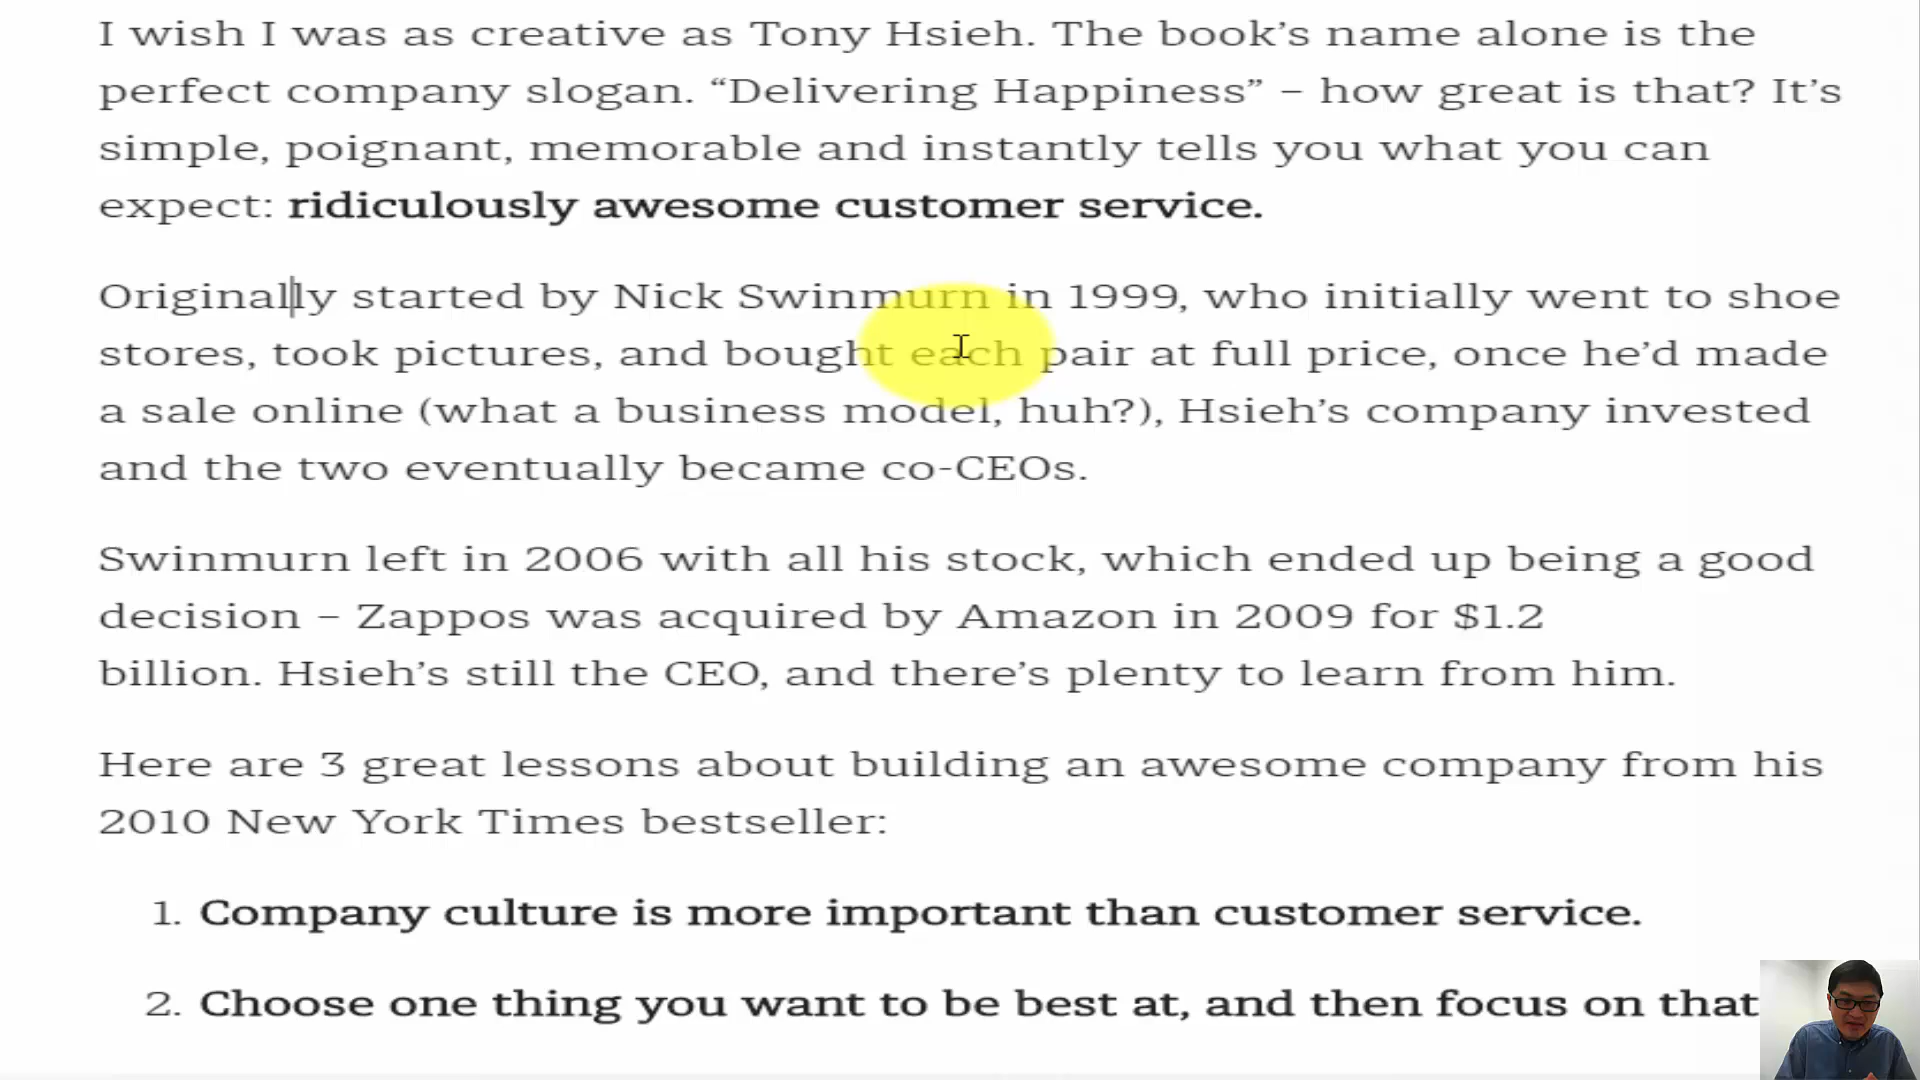 I wish I was as creative as Tony Hsieh. The book’s name alone is the
perfect company slogan. “Delivering Happiness” – how great is that? It’s
simple, poignant, memorable and instantly tells you what you can
expect: ridiculously awesome customer service.
Originally started by Nick Swinmurn in 1999, who initially went to shoe
stores, took pictures, and bought each pair at full price, once he’d made
a sale online (what a business model, huh?), Hsieh’s company invested
and the two eventually became co-CEOs.
Swinmurn left in 2006 with all his stock, which ended up being a good
decision – Zappos was acquired by Amazon in 2009 for $1.2
billion. Hsieh’s still the CEO, and there’s plenty to learn from him.
Here are 3 great lessons about building an awesome company from his
2010 New York Times bestseller:
1. Company culture is more important than customer service.
2. Choose one thing you want to be best at, and then focus on that